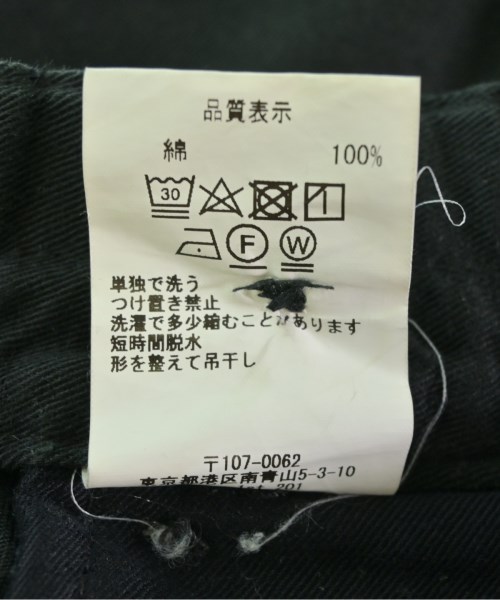 品質表示
綿 100%
30
F W
単独で洗う
つけ置き禁止
洗濯で多少縮むことがあります
短時間脱水
形を整えて吊干し
〒107-0062
東京都港区南青山5-3-10
201